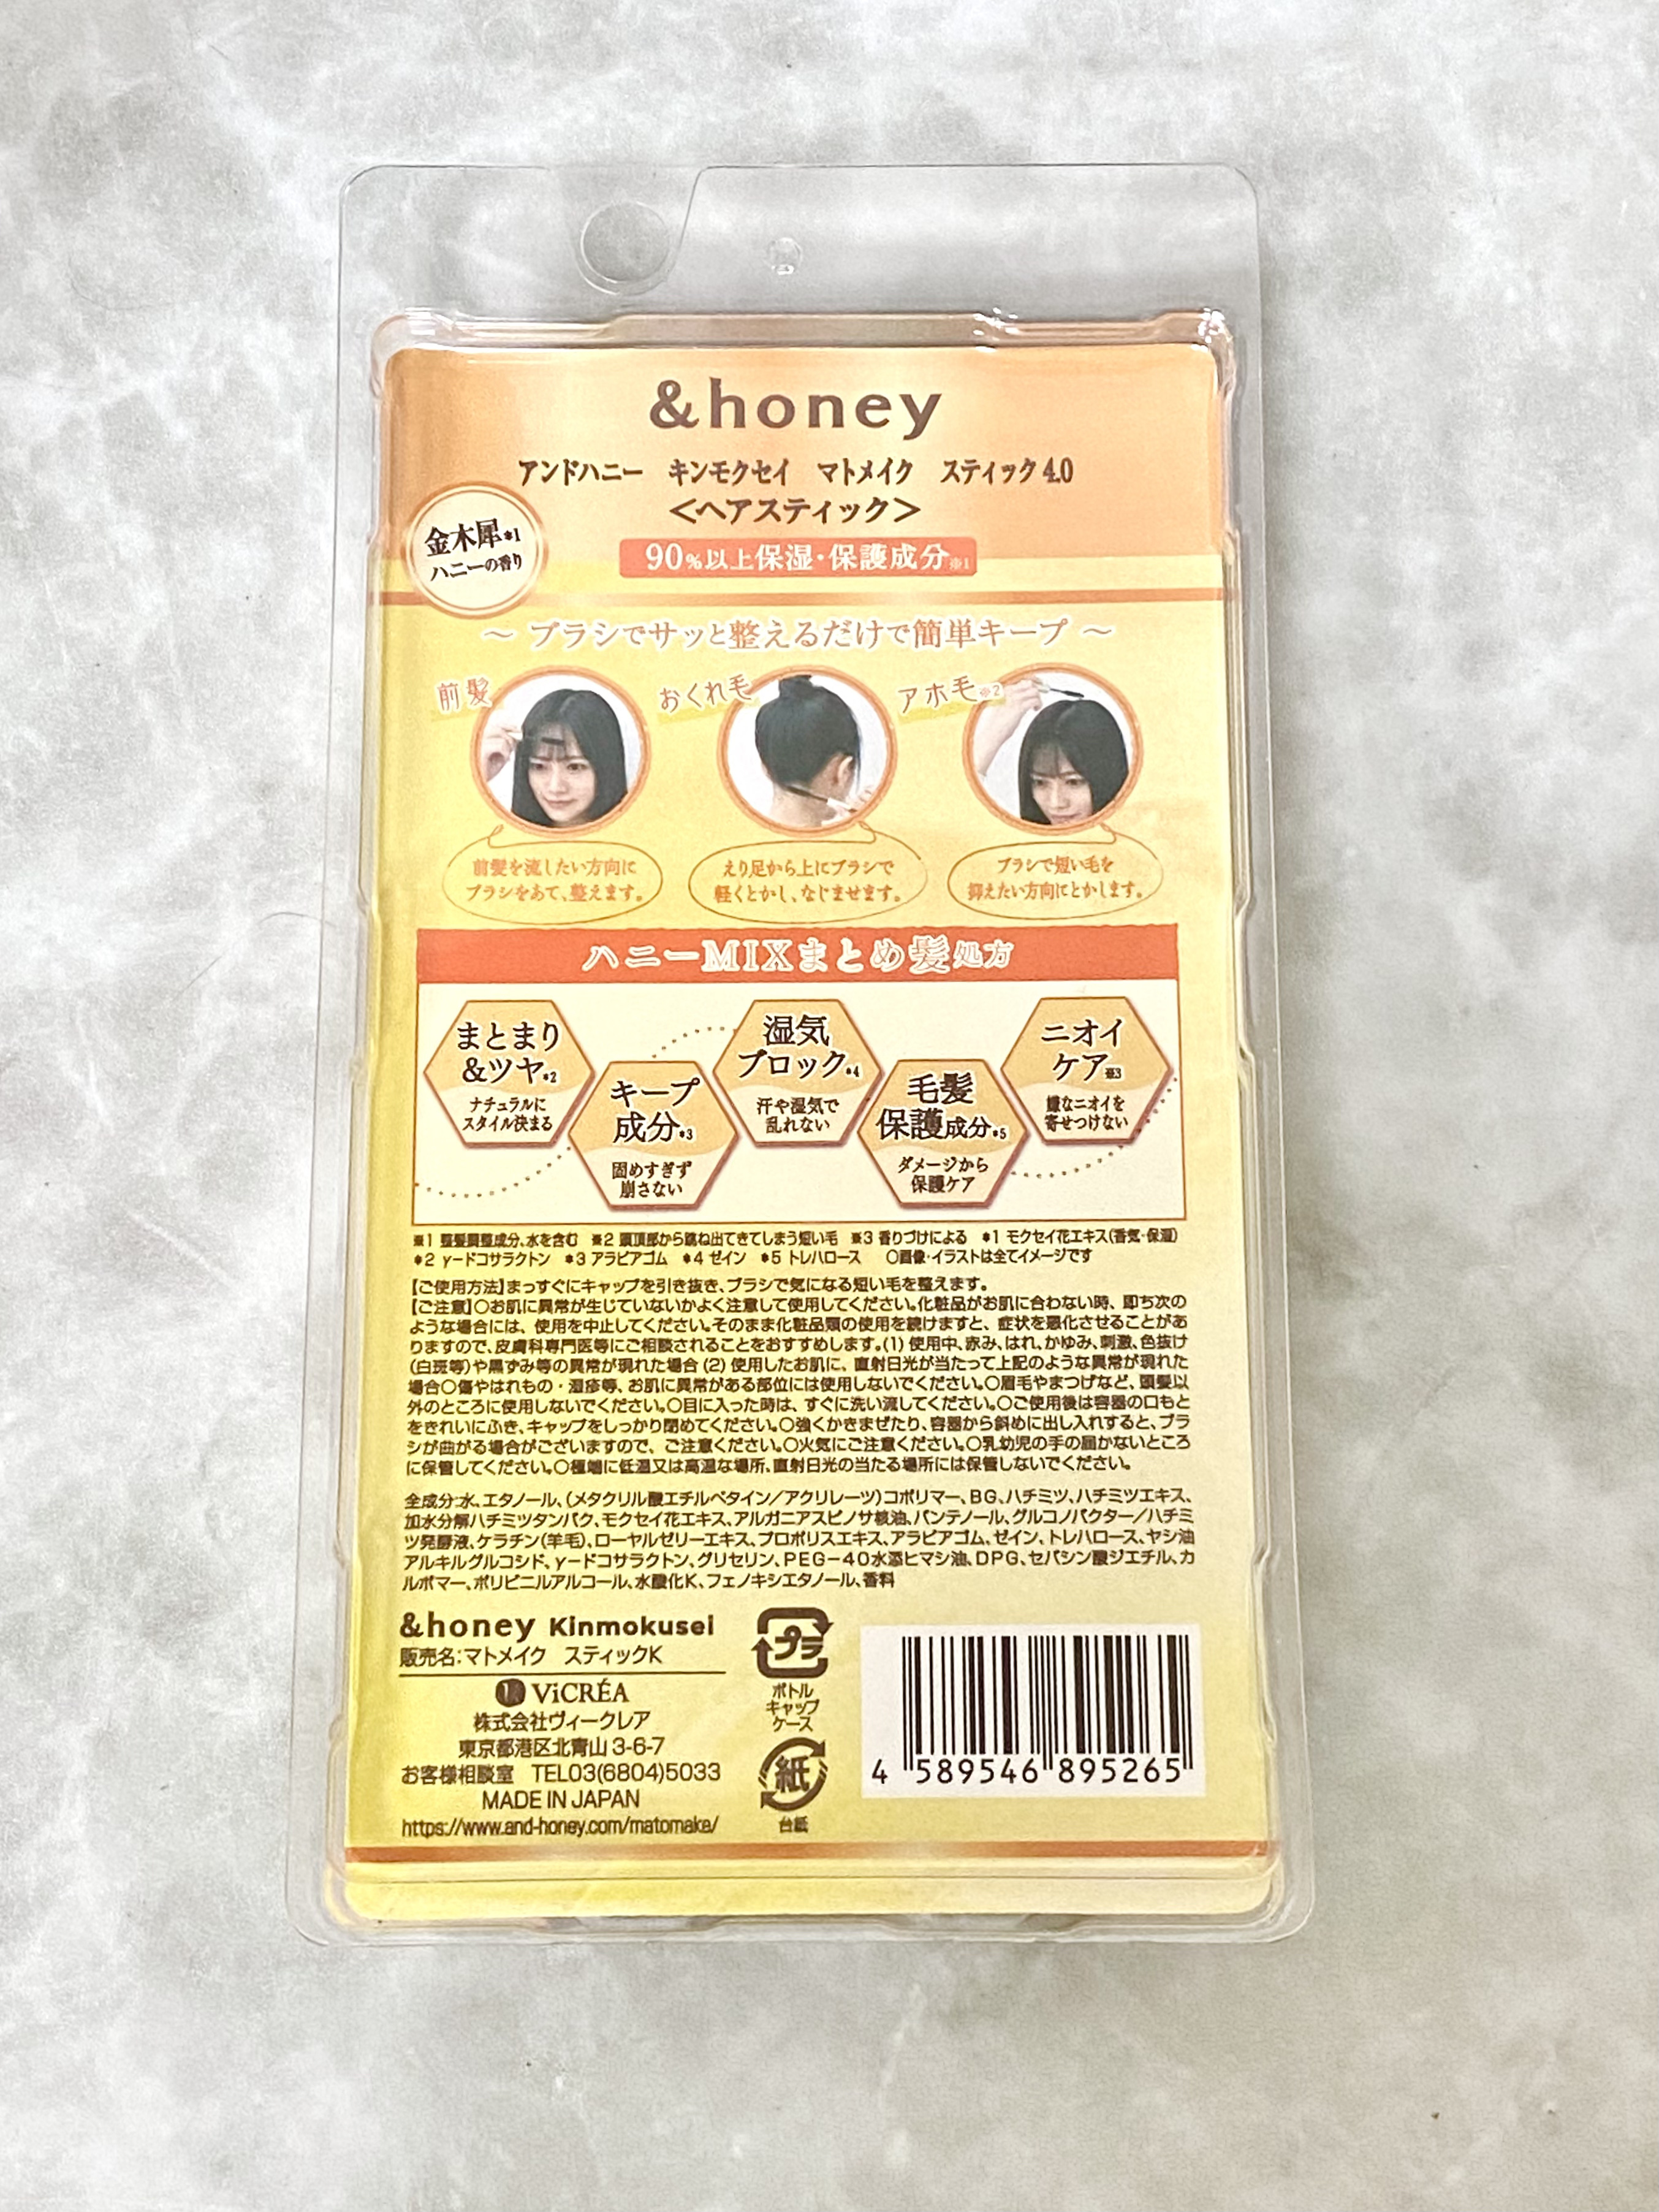 &honey
アンドハニー　キンモクセイ　マトメイク　スティック4.0
＜ヘアスティック＞
金木犀*1
ハニーの香り
90%以上保湿・保護成分※1
～ ブラシでサッと整えるだけで簡単キープ ～
前髪
おくれ毛
アホ毛※2
前髪を流したい方向に
ブラシをあて、整えます。
えり足から上にブラシで
軽くとかし、なじませます。
ブラシで短い毛を
抑えたい方向にとかします。
ハニーMIXまとめ髪処方
まとまり
&ツヤ*2
ナチュラルに
スタイル決まる
キープ
成分*3
固めすぎず
崩さない
湿気
ブロック*4
汗や湿気で
乱れない
毛髪
保護成分*5
ダメージから
保護ケア
ニオイ
ケア※3
嫌なニオイを
寄せつけない
※1 整髪調整成分、水を含む　※2 頭頂部から跳ね出てきてしまう短い毛　※3 香りづけによる　*1 モクセイ花エキス(香気・保湿)
*2 γードコサラクトン　*3 アラビアゴム　*4 ゼイン　*5 トレハロース　○画像・イラストは全てイメージです
【ご使用方法】まっすぐにキャップを引き抜き、ブラシで気になる短い毛を整えます。
【ご注意】○お肌に異常が生じていないかよく注意して使用してください。化粧品がお肌に合わない時、即ち次の
ような場合には、使用を中止してください。そのまま化粧品類の使用を続けますと、症状を悪化させることがあ
りますので、皮膚科専門医等にご相談されることをおすすめします。(1) 使用中、赤み、はれ、かゆみ、刺激、色抜け
(白斑等)や黒ずみ等の異常が現れた場合 (2) 使用したお肌に、直射日光が当たって上記のような異常が現れた
場合○傷やはれもの・湿疹等、お肌に異常がある部位には使用しないでください。○眉毛やまつげなど、頭髪以
外のところに使用しないでください。○目に入った時は、すぐに洗い流してください。○ご使用後は容器の口もと
をきれいにふき、キャップをしっかり閉めてください。○強くかきまぜたり、容器から斜めに出し入れすると、ブラ
シが曲がる場合がございますので、ご注意ください。○火気にご注意ください。○乳幼児の手の届かないところ
に保管してください。○極端に低温又は高温な場所、直射日光の当たる場所には保管しないでください。
全成分:水、エタノール、(メタクリル酸エチルベタイン／アクリレーツ)コポリマー、BG、ハチミツ、ハチミツエキス、
加水分解ハチミツタンパク、モクセイ花エキス、アルガニアスピノサ核油、パンテノール、グルコノバクター／ハチミ
ツ発酵液、ケラチン(羊毛)、ローヤルゼリーエキス、プロポリスエキス、アラビアゴム、ゼイン、トレハロース、ヤシ油
アルキルグルコシド、γードコサラクトン、グリセリン、PEG－40水添ヒマシ油、DPG、セバシン酸ジエチル、カ
ルボマー、ポリビニルアルコール、水酸化K、フェノキシエタノール、香料
&honey Kinmokusei
販売名：マトメイク　スティックK
ViCRÉA
株式会社ヴィークレア
東京都港区北青山 3-6-7
お客様相談室　TEL03(6804)5033
MADE IN JAPAN
https://www.and-honey.com/matomake/
プラ
ボトル
キャップ
ケース
紙
台紙
4 589546 895265